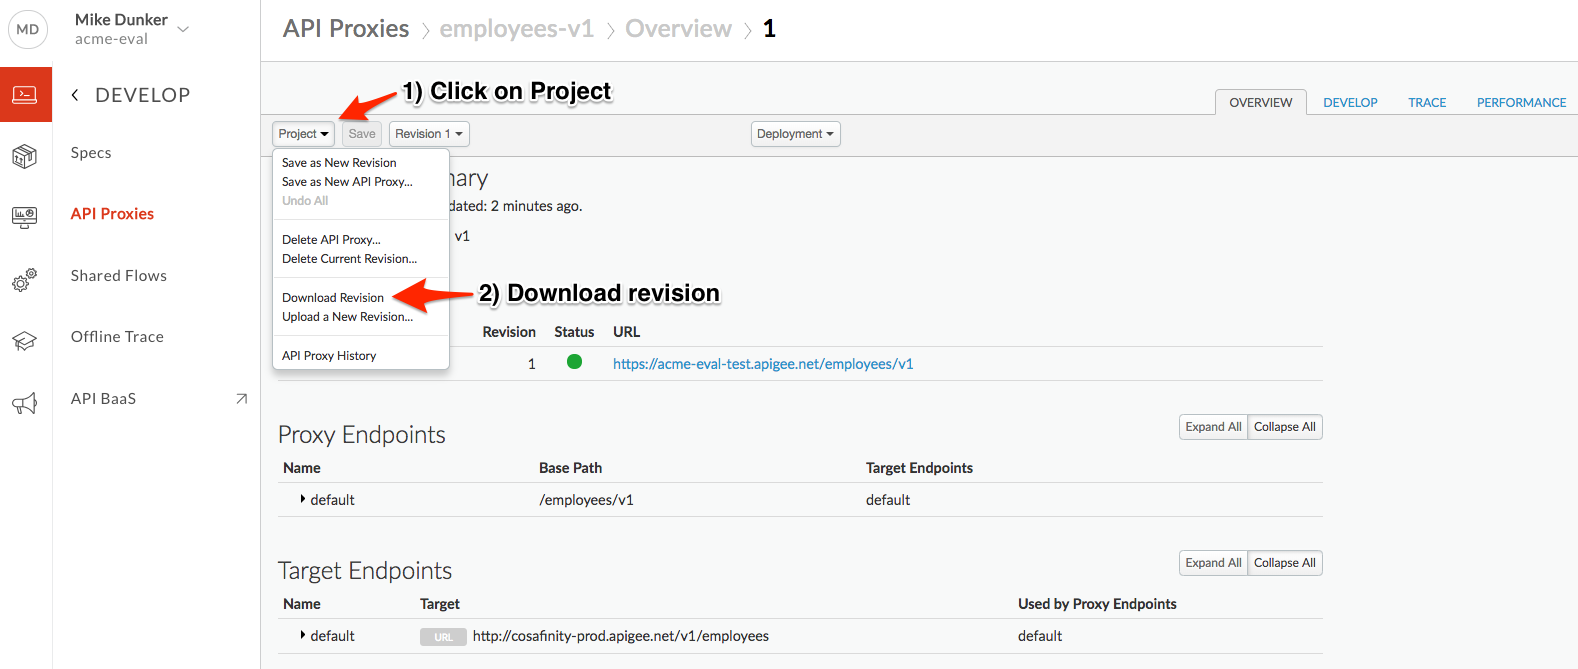 MD
Mike Dunker
acme-eval
DEVELOP
Specs
API Proxies
Shared Flows
Offline Trace
API BaaS
API Proxies > employees-v1 > Overview > 1
1) Click on Project
OVERVIEW DEVELOP TRACE PERFORMANCE
Project Save Revision 1 Deployment
Save as New Revision
Save as New API Proxy...
Undo All
Delete API Proxy...
Delete Current Revision...
Download Revision
Upload a New Revision...
API Proxy History
2) Download revision
2 minutes ago.
v1
Revision Status URL
1 https://acme-eval-test.apigee.net/employees/v1
Proxy Endpoints
Expand All Collapse All
Name Base Path Target Endpoints
default /employees/v1 default
Target Endpoints
Expand All Collapse All
Name Target Used by Proxy Endpoints
default URL http://cosafinity-prod.apigee.net/v1/employees default